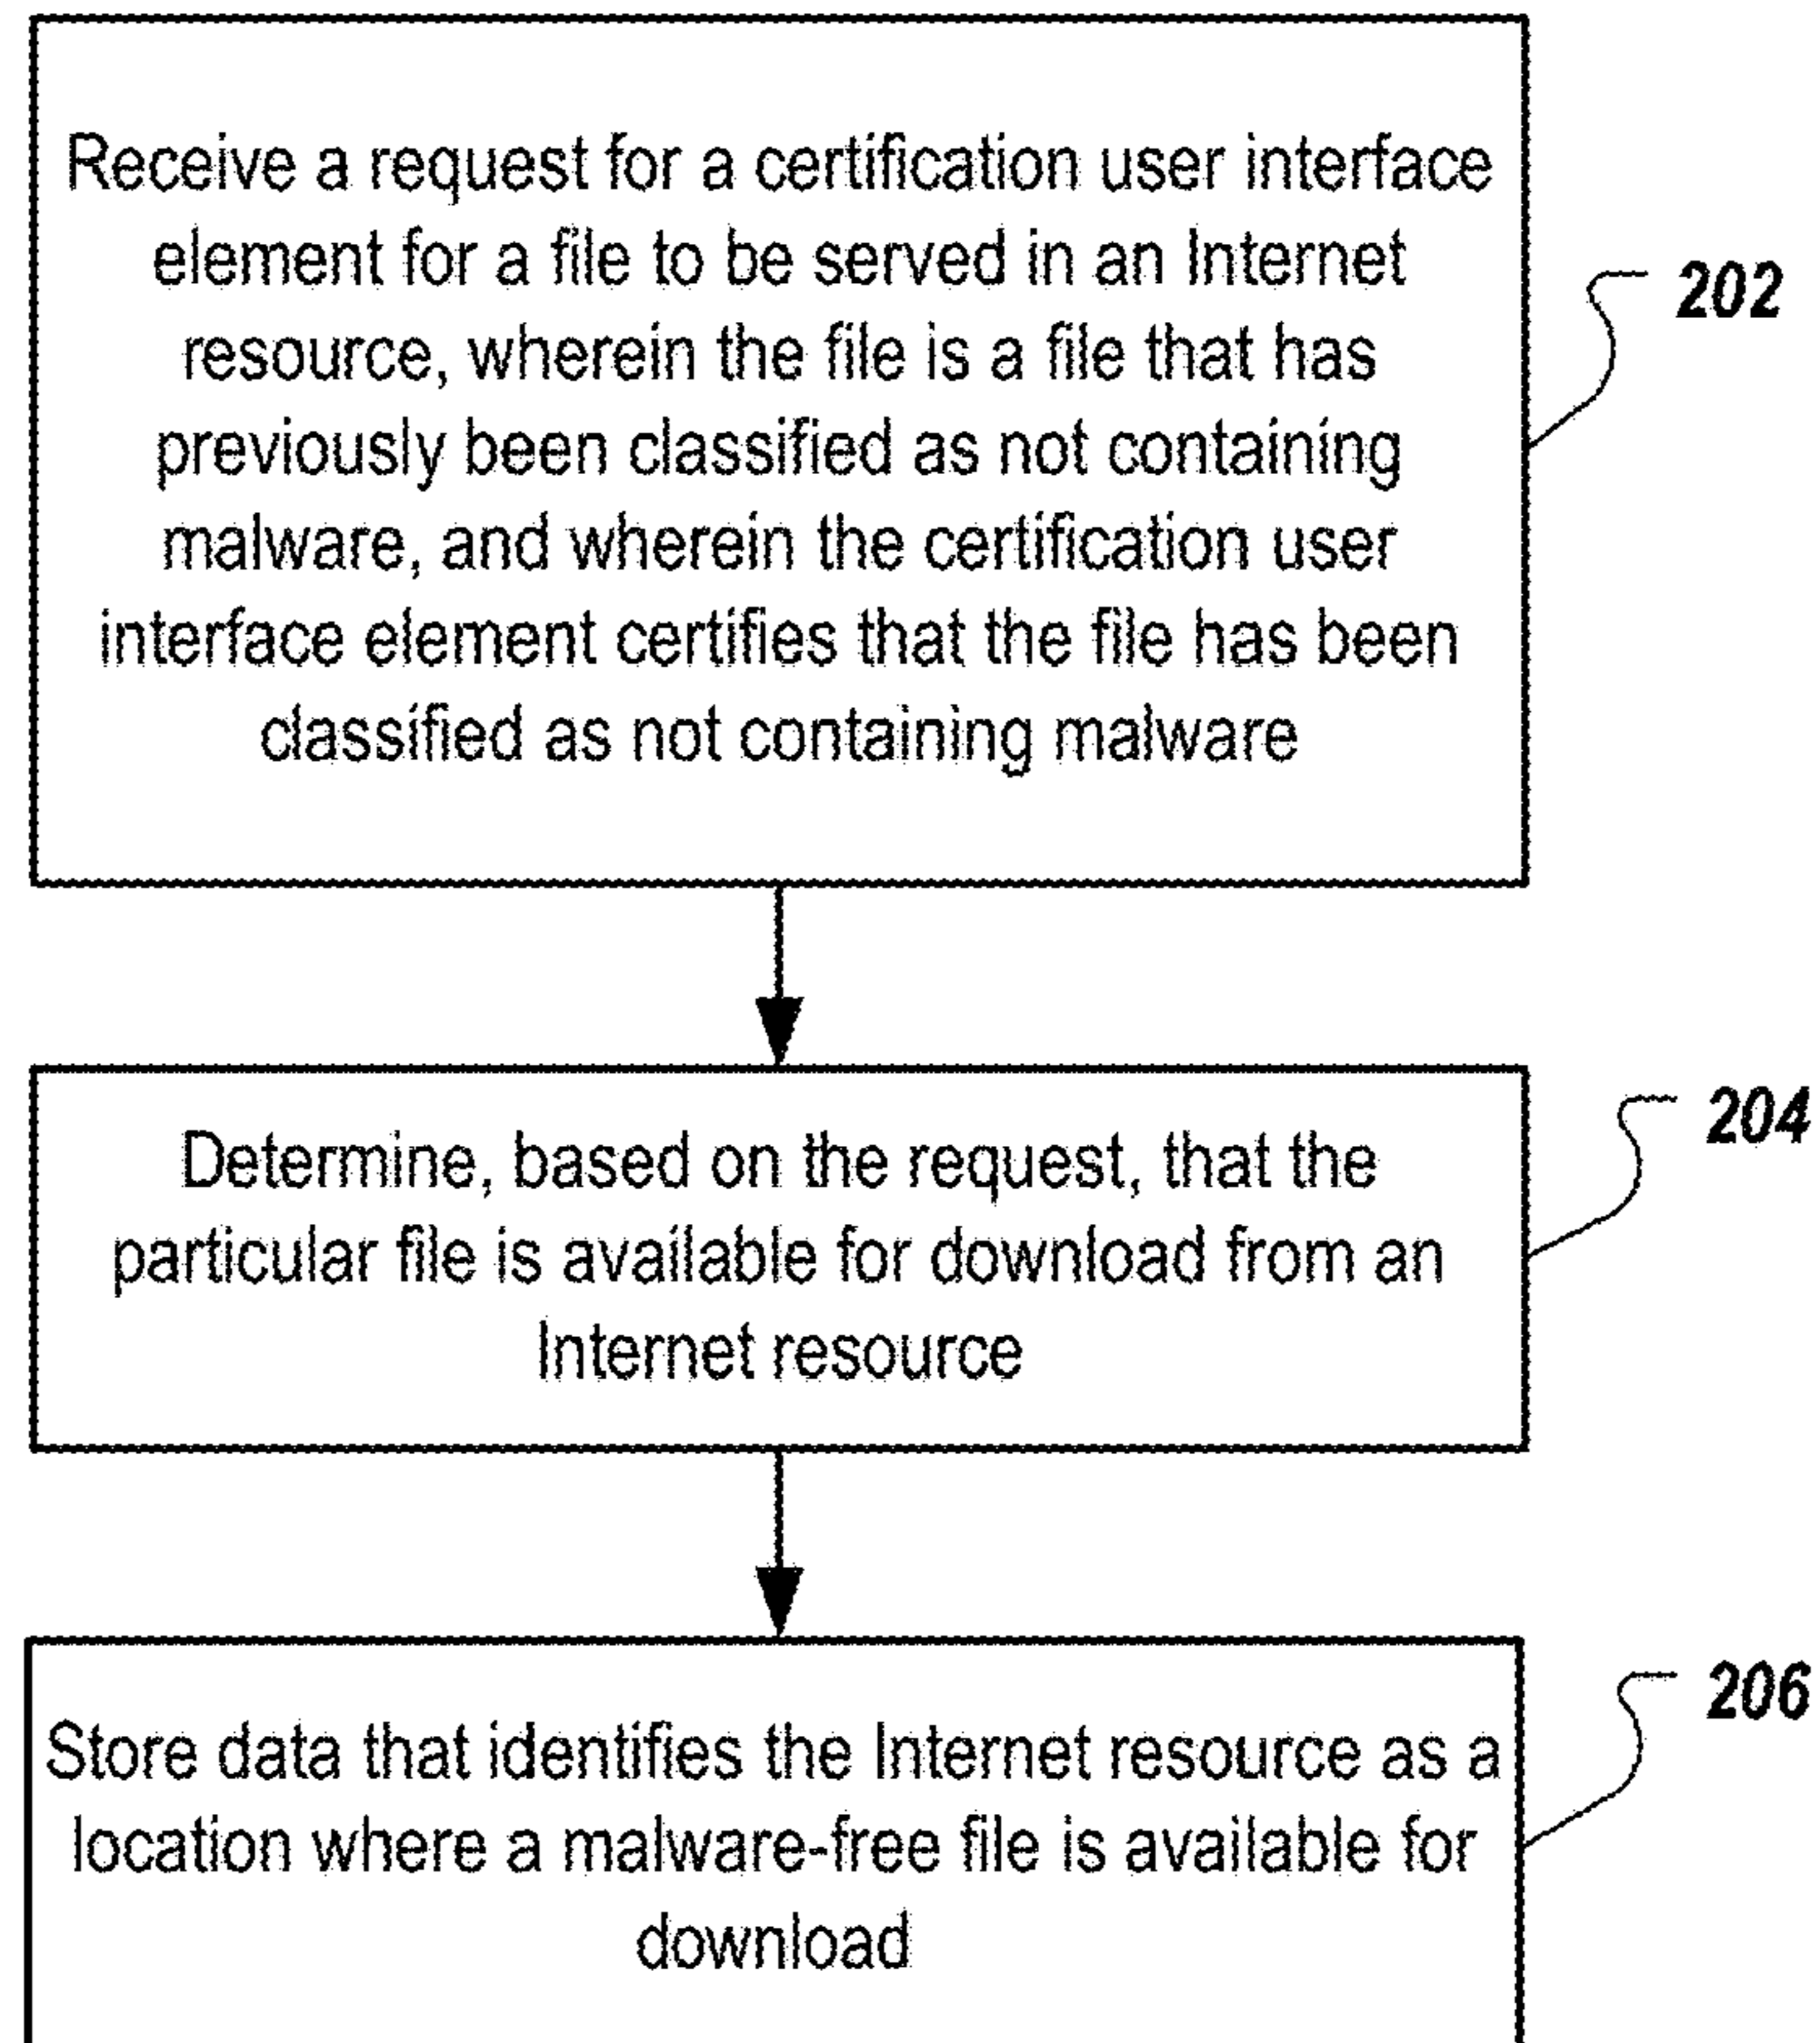 Receive a request for a certification user interface
element for a file to be served in an Internet
resource, wherein the file is a file that has
previously been classified as not containing
malware, and wherein the certification user
interface element certifies that the file has been
classified as not containing malware
202
Determine, based on the request, that the
particular file is available for download from an
Internet resource
204
Store data that identifies the Internet resource as a
location where a malware-free file is available for
download
206